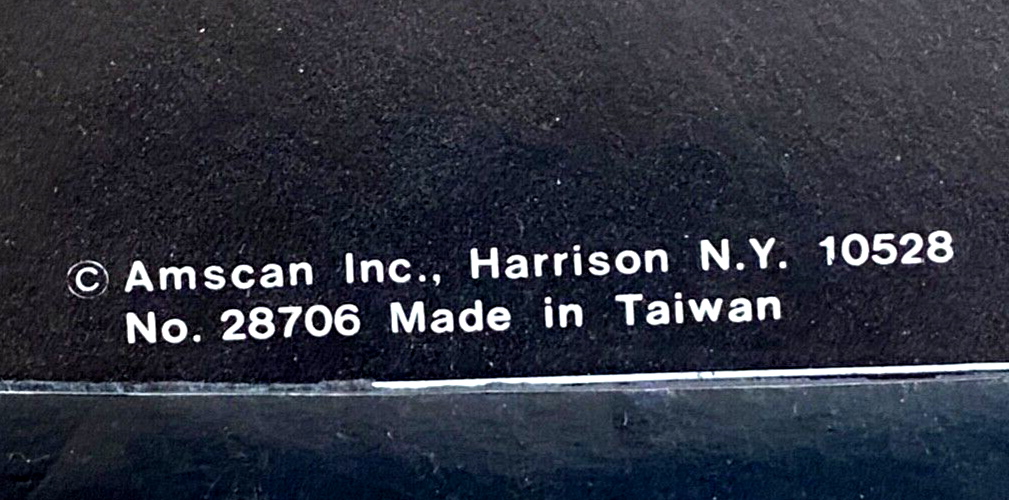 © Amscan Inc., Harrison N.Y. 10528
No. 28706 Made in Taiwan